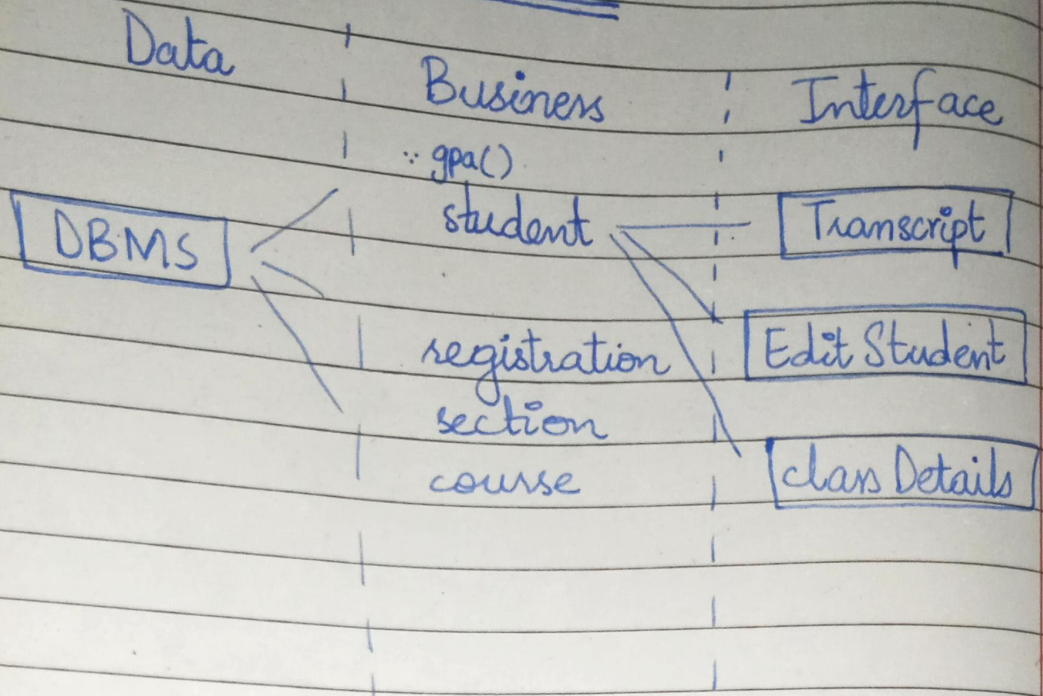 Data
Business
Interface
∵ gpa()
student
DBMS
Transcript
registration
Edit Student
section
course
class Details